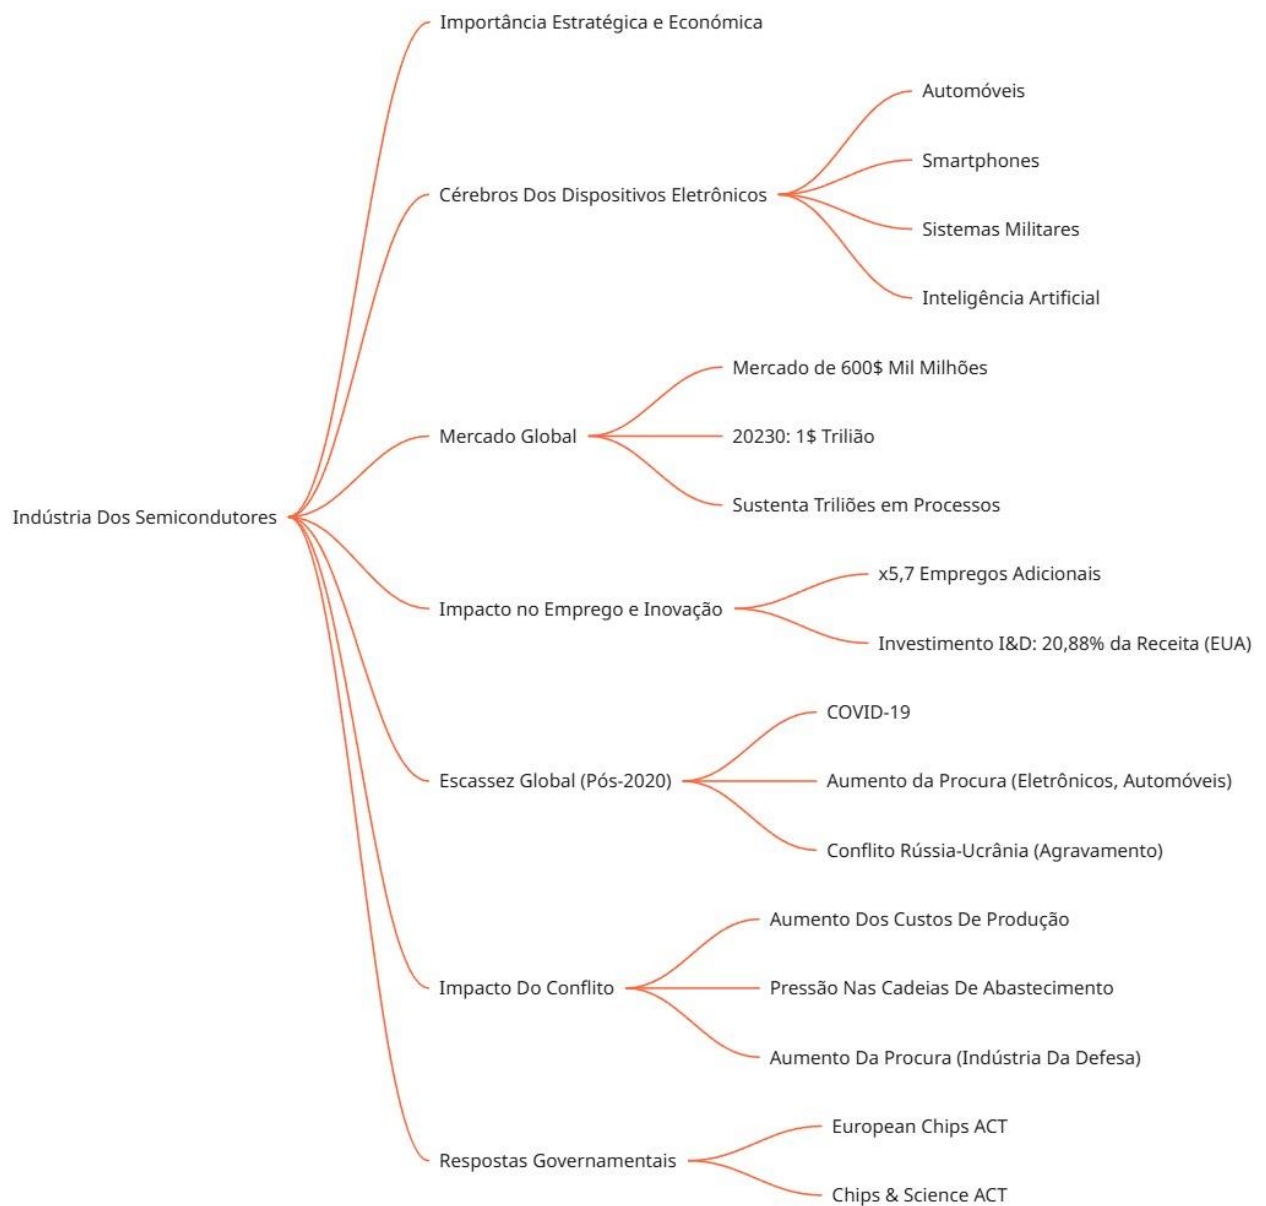 Indústria Dos Semicondutores
Importância Estratégica e Económica
Cérebros Dos Dispositivos Eletrônicos
Automóveis
Smartphones
Sistemas Militares
Inteligência Artificial
Mercado Global
Mercado de 600$ Mil Milhões
20230: 1$ Trilião
Sustenta Triliões em Processos
Impacto no Emprego e Inovação
x5,7 Empregos Adicionais
Investimento I&D: 20,88% da Receita (EUA)
Escassez Global (Pós-2020)
COVID-19
Aumento da Procura (Eletrônicos, Automóveis)
Conflito Rússia-Ucrânia (Agravamento)
Impacto Do Conflito
Aumento Dos Custos De Produção
Pressão Nas Cadeias De Abastecimento
Aumento Da Procura (Indústria Da Defesa)
Respostas Governamentais
European Chips ACT
Chips & Science ACT